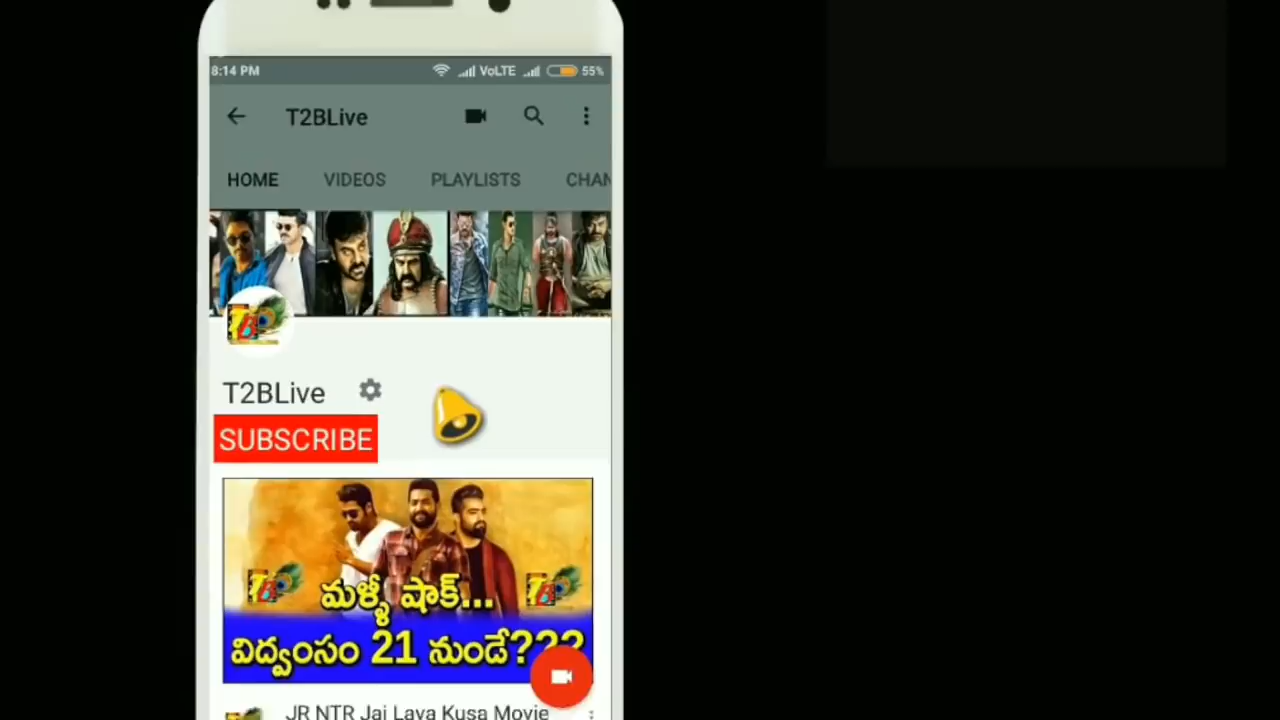 8:14 PM VoLTE 55%
T2BLive
HOME VIDEOS PLAYLISTS CHAN
T2BLive
SUBSCRIBE
మళ్ళీ షాక్...
విధ్వంసం 21 నుండే???
JR NTR Jai Lava Kusa Movie